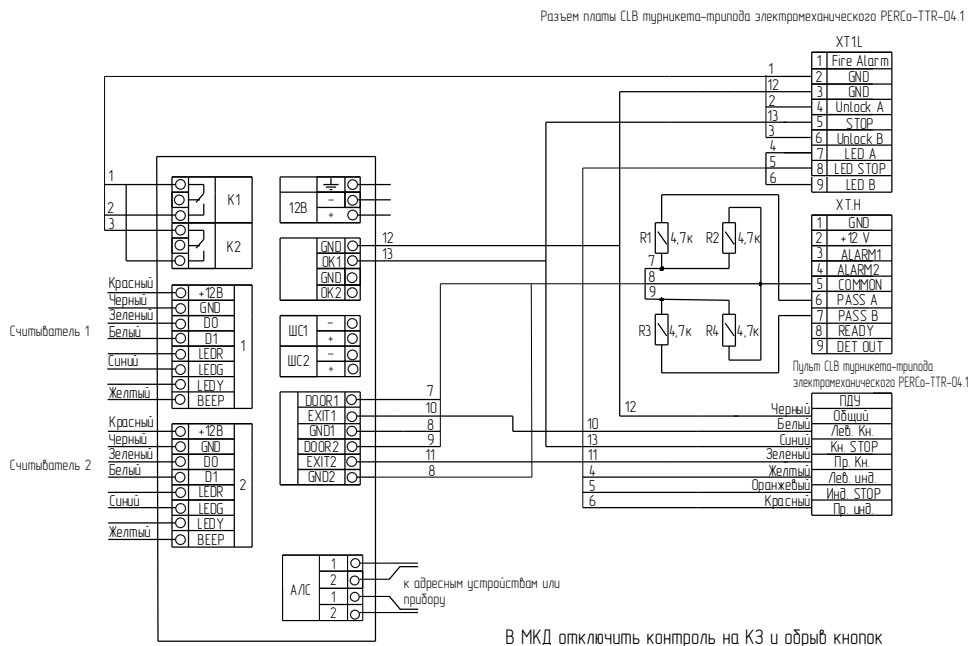 Разъем платы CLB турникета-трипода электромеханического PERCo-TTR-04.1
XT1.L
1 Fire Alarm
2 GND
3 GND
4 Unlock A
5 STOP
6 Unlock B
7 LED A
8 LED STOP
9 LED B
1
12
2
13
3
4
5
6
XT.H
1 GND
2 +12 V
3 ALARM1
4 ALARM2
5 COMMON
6 PASS A
7 PASS B
8 READY
9 DET OUT
R1 4,7к
R2 4,7к
7
8
9
R3 4,7к
R4 4,7к
Пульт CLB турникета-трипода
электромеханического PERCo-TTR-04.1
ПДУ
12 Черный Общий
10 Белый Лев. Кн.
13 Синий Кн. STOP
11 Зеленый Пр. Кн.
4 Желтый Лев. инд.
5 Оранжевый Инд. STOP
6 Красный Пр. инд.
1
2
3
К1
К2
12В
-
+
GND 12
OK1 13
GND
OK2
ШС1
-
+
ШС2
-
+
DOOR1 7
EXIT1 10
GND1 8
DOOR2 9
EXIT2 11
GND2 8
Считыватель 1
Красный +12В
Черный GND
Зеленый D0
Белый D1
LEDR
Синий LEDG
LEDY
Желтый BEEP
1
Считыватель 2
Красный +12В
Черный GND
Зеленый D0
Белый D1
LEDR
Синий LEDG
LEDY
Желтый BEEP
2
АЛС
1
2
1
2
к адресным устройствам или
прибору
В МКД отключить контроль на КЗ и обрыв кнопок